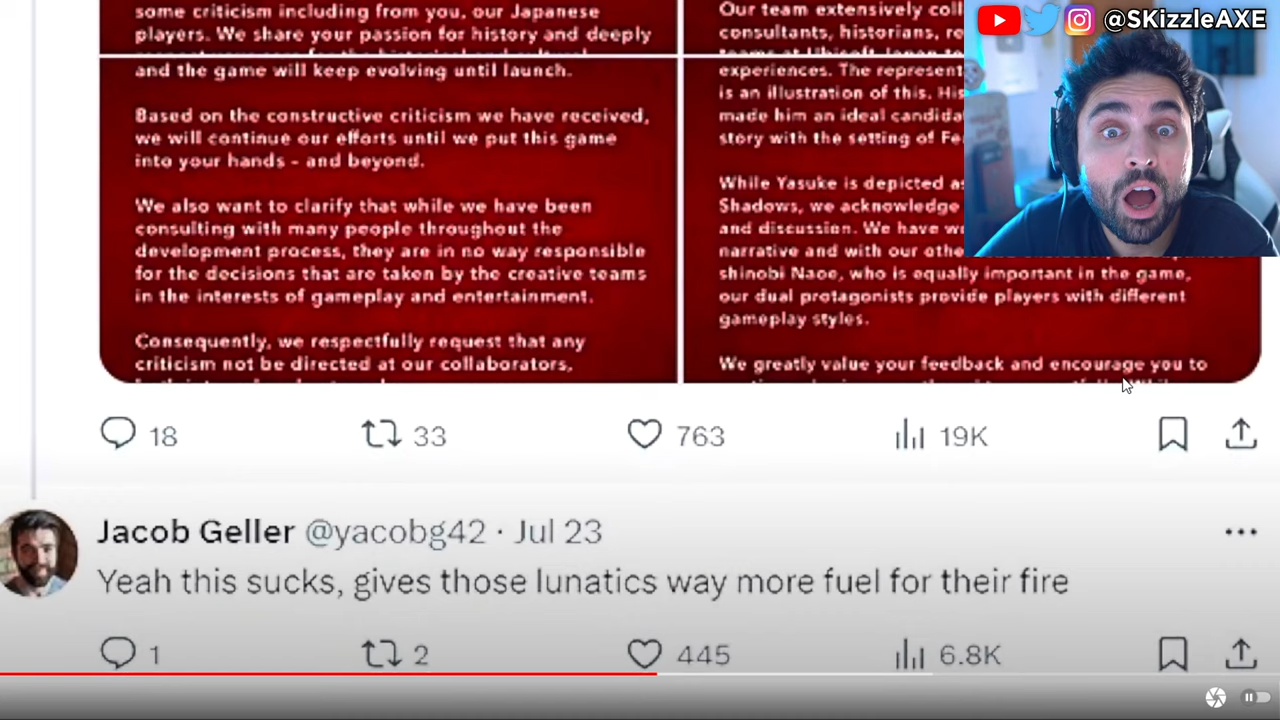 @SKizzleAXE
some criticism including from you, our Japanese
players. We share your passion for history and deeply
and the game will keep evolving until launch.
Based on the constructive criticism we have received,
we will continue our efforts until we put this game
into your hands - and beyond.
We also want to clarify that while we have been
consulting with many people throughout the
development process, they are in no way responsible
for the decisions that are taken by the creative teams
in the interests of gameplay and entertainment.
Consequently, we respectfully request that any
criticism not be directed at our collaborators,
Our team extensively coll
consultants, historians, re
teams at Ubisoft Japan to
experiences. The represent
is an illustration of this. His
made him an ideal candida
story with the setting of Fe
While Yasuke is depicted as
Shadows, we acknowledge
and discussion. We have wo
narrative and with our othe
shinobi Naoe, who is equally important in the game,
our dual protagonists provide players with different
gameplay styles.
We greatly value your feedback and encourage you to
18 33 763 19K
Jacob Geller @yacobg42 · Jul 23
Yeah this sucks, gives those lunatics way more fuel for their fire
1 2 445 6.8K